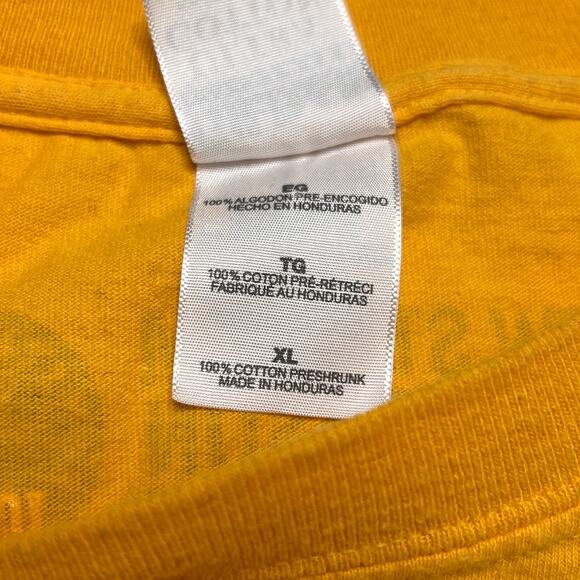 EG
100% ALGODON PRE-ENCOGIDO
HECHO EN HONDURAS
TG
100% COTON PRÉ-RÉTRÉCI
FABRIQUÉ AU HONDURAS
XL
100% COTTON PRESHRUNK
MADE IN HONDURAS